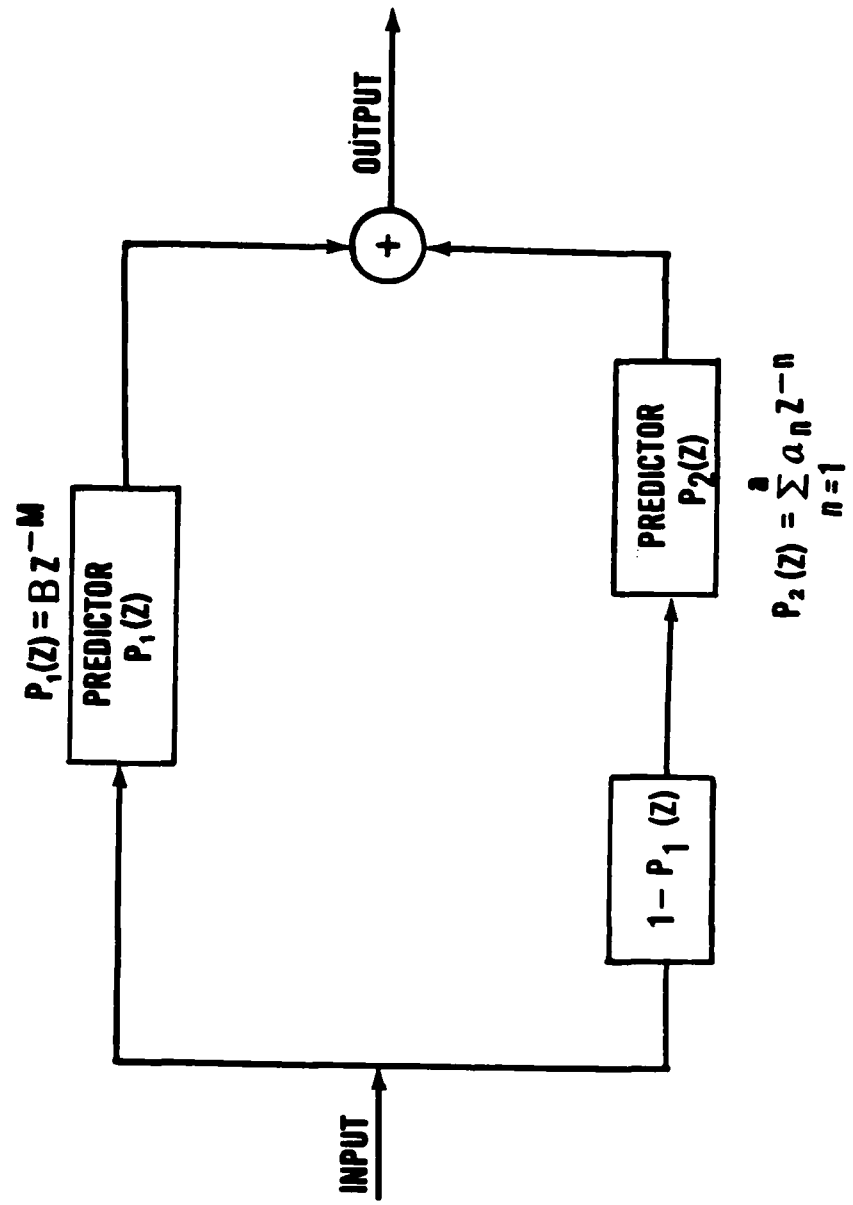 P₁(Z) = B Z⁻ᴹ
PREDICTOR
P₁(Z)
INPUT
OUTPUT
+
1 – P₁ (Z)
PREDICTOR
P₂(Z)
a
P₂ (Z) = Σ aₙ Z⁻ⁿ
n = 1